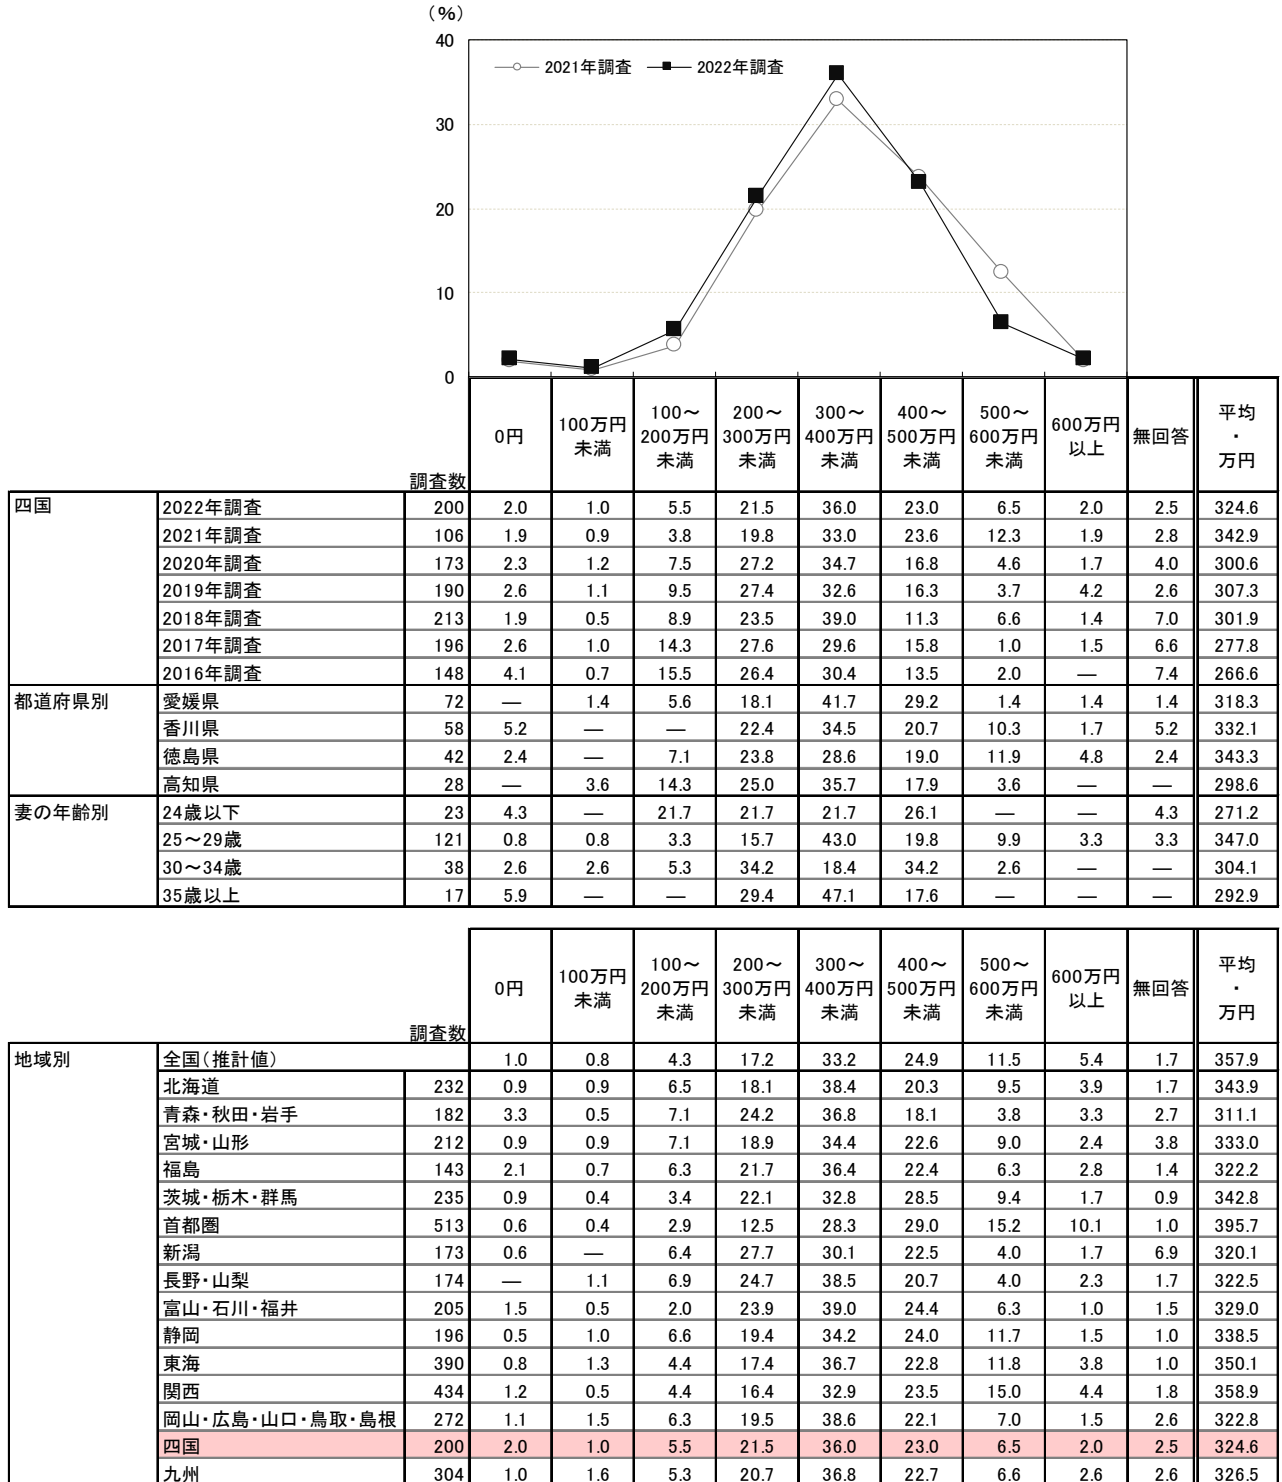 （％）
40
30
20
10
0
2021年調査 2022年調査
調査数 0円 100万円未満 100～200万円未満 200～300万円未満 300～400万円未満 400～500万円未満 500～600万円未満 600万円以上 無回答 平均・万円
四国 2022年調査 200 2.0 1.0 5.5 21.5 36.0 23.0 6.5 2.0 2.5 324.6
2021年調査 106 1.9 0.9 3.8 19.8 33.0 23.6 12.3 1.9 2.8 342.9
2020年調査 173 2.3 1.2 7.5 27.2 34.7 16.8 4.6 1.7 4.0 300.6
2019年調査 190 2.6 1.1 9.5 27.4 32.6 16.3 3.7 4.2 2.6 307.3
2018年調査 213 1.9 0.5 8.9 23.5 39.0 11.3 6.6 1.4 7.0 301.9
2017年調査 196 2.6 1.0 14.3 27.6 29.6 15.8 1.0 1.5 6.6 277.8
2016年調査 148 4.1 0.7 15.5 26.4 30.4 13.5 2.0 ― 7.4 266.6
都道府県別 愛媛県 72 ― 1.4 5.6 18.1 41.7 29.2 1.4 1.4 1.4 318.3
香川県 58 5.2 ― ― 22.4 34.5 20.7 10.3 1.7 5.2 332.1
徳島県 42 2.4 ― 7.1 23.8 28.6 19.0 11.9 4.8 2.4 343.3
高知県 28 ― 3.6 14.3 25.0 35.7 17.9 3.6 ― ― 298.6
妻の年齢別 24歳以下 23 4.3 ― 21.7 21.7 21.7 26.1 ― ― 4.3 271.2
25～29歳 121 0.8 0.8 3.3 15.7 43.0 19.8 9.9 3.3 3.3 347.0
30～34歳 38 2.6 2.6 5.3 34.2 18.4 34.2 2.6 ― ― 304.1
35歳以上 17 5.9 ― ― 29.4 47.1 17.6 ― ― ― 292.9
調査数 0円 100万円未満 100～200万円未満 200～300万円未満 300～400万円未満 400～500万円未満 500～600万円未満 600万円以上 無回答 平均・万円
地域別 全国（推計値） 1.0 0.8 4.3 17.2 33.2 24.9 11.5 5.4 1.7 357.9
北海道 232 0.9 0.9 6.5 18.1 38.4 20.3 9.5 3.9 1.7 343.9
青森・秋田・岩手 182 3.3 0.5 7.1 24.2 36.8 18.1 3.8 3.3 2.7 311.1
宮城・山形 212 0.9 0.9 7.1 18.9 34.4 22.6 9.0 2.4 3.8 333.0
福島 143 2.1 0.7 6.3 21.7 36.4 22.4 6.3 2.8 1.4 322.2
茨城・栃木・群馬 235 0.9 0.4 3.4 22.1 32.8 28.5 9.4 1.7 0.9 342.8
首都圏 513 0.6 0.4 2.9 12.5 28.3 29.0 15.2 10.1 1.0 395.7
新潟 173 0.6 ― 6.4 27.7 30.1 22.5 4.0 1.7 6.9 320.1
長野・山梨 174 ― 1.1 6.9 24.7 38.5 20.7 4.0 2.3 1.7 322.5
富山・石川・福井 205 1.5 0.5 2.0 23.9 39.0 24.4 6.3 1.0 1.5 329.0
静岡 196 0.5 1.0 6.6 19.4 34.2 24.0 11.7 1.5 1.0 338.5
東海 390 0.8 1.3 4.4 17.4 36.7 22.8 11.8 3.8 1.0 350.1
関西 434 1.2 0.5 4.4 16.4 32.9 23.5 15.0 4.4 1.8 358.9
岡山・広島・山口・鳥取・島根 272 1.1 1.5 6.3 19.5 38.6 22.1 7.0 1.5 2.6 322.8
四国 200 2.0 1.0 5.5 21.5 36.0 23.0 6.5 2.0 2.5 324.6
九州 304 1.0 1.6 5.3 20.7 36.8 22.7 6.6 2.6 2.6 326.5